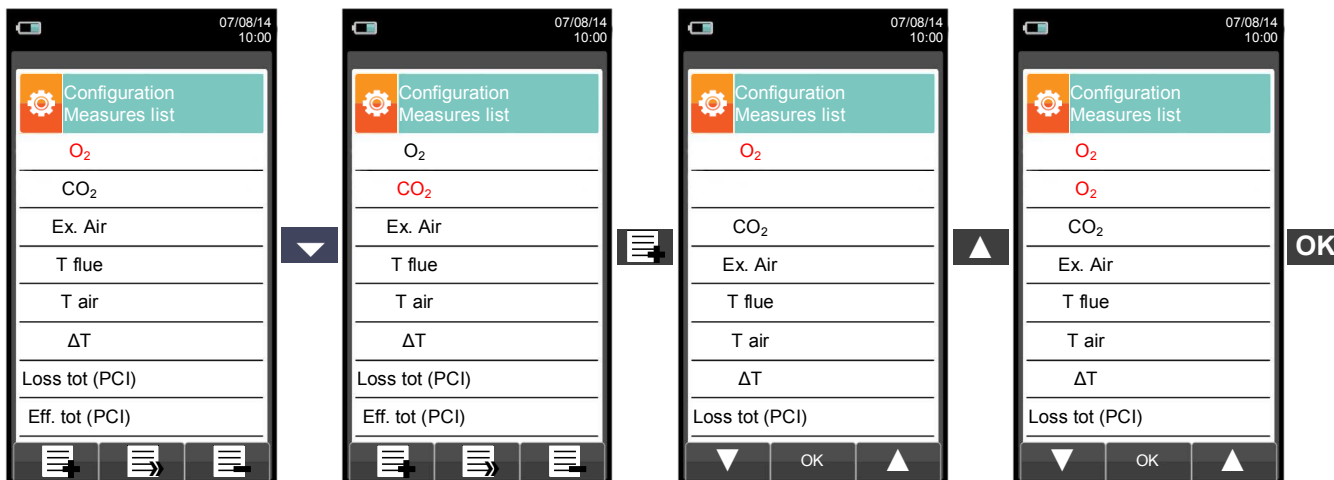 07/08/14
10:00
Configuration
Measures list
O₂
CO₂
Ex. Air
T flue
T air
ΔT
Loss tot (PCI)
Eff. tot (PCI)
07/08/14
10:00
Configuration
Measures list
O₂
CO₂
Ex. Air
T flue
T air
ΔT
Loss tot (PCI)
Eff. tot (PCI)
07/08/14
10:00
Configuration
Measures list
O₂
CO₂
Ex. Air
T flue
T air
ΔT
Loss tot (PCI)
OK
07/08/14
10:00
Configuration
Measures list
O₂
O₂
CO₂
Ex. Air
T flue
T air
ΔT
Loss tot (PCI)
OK
OK